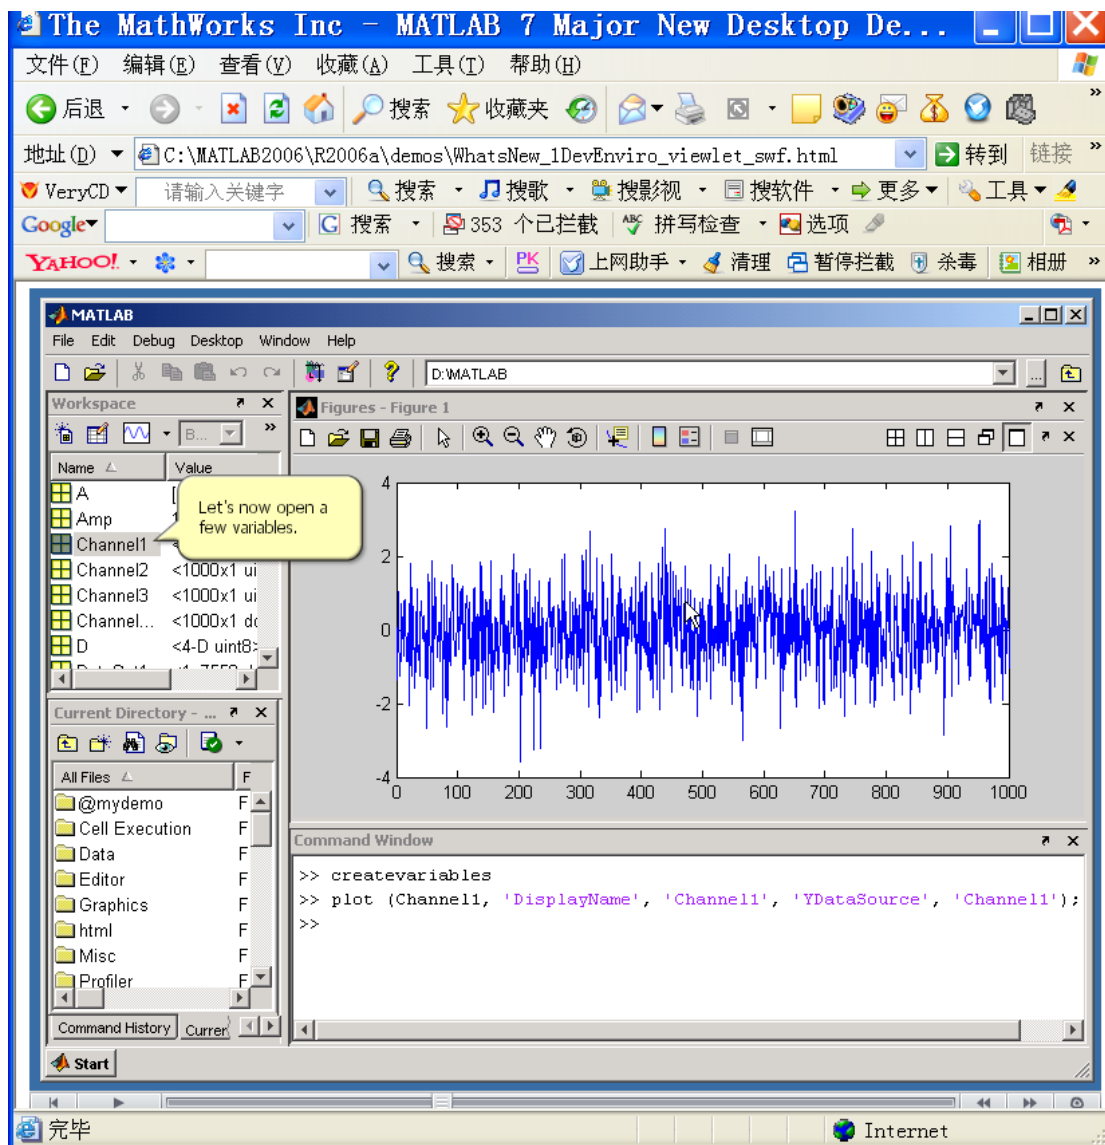 The MathWorks Inc - MATLAB 7 Major New Desktop De...
文件(F) 编辑(E) 查看(V) 收藏(A) 工具(T) 帮助(H)
后退 搜索 收藏夹 »
地址(D) C:\MATLAB2006\R2006a\demos\WhatsNew_1DevEnviro_viewlet_swf.html 转到 链接 »
VeryCD 请输入关键字 搜索 搜歌 搜影视 搜软件 更多 工具
Google G 搜索 353 个已拦截 ABC 拼写检查 选项
YAHOO! 搜索 PK 上网助手 清理 暂停拦截 杀毒 相册 »
MATLAB
File Edit Debug Desktop Window Help
D:\MATLAB ...
Workspace
B... »
Name Value
A [
Amp 1
Channel1 <
Channel2 <1000x1 ui
Channel3 <1000x1 ui
Channel... <1000x1 do
D <4-D uint8>
Let's now open a
few variables.
Figures - Figure 1
4
2
0
-2
-4
0 100 200 300 400 500 600 700 800 900 1000
Current Directory - ...
All Files F
@mydemo F
Cell Execution F
Data F
Editor F
Graphics F
html F
Misc F
Profiler F
Command History Curren
Command Window
>> createvariables
>> plot (Channel1, 'DisplayName', 'Channel1', 'YDataSource', 'Channel1');
>>
Start
完毕 Internet